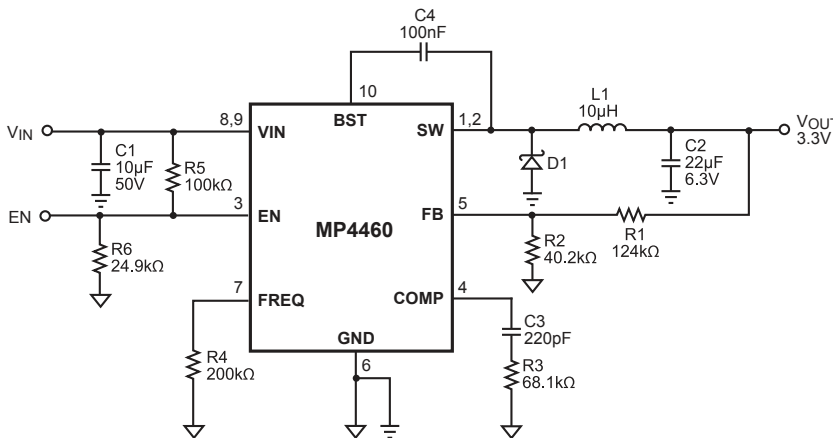 C4
100nF
10
BST
VIN
8,9
VIN
C1
10µF
50V
R5
100kΩ
EN
3
EN
R6
24.9kΩ
7
FREQ
R4
200kΩ
MP4460
GND
6
1,2
SW
L1
10µH
D1
C2
22µF
6.3V
VOUT
3.3V
5
FB
R2
40.2kΩ
R1
124kΩ
4
COMP
C3
220pF
R3
68.1kΩ